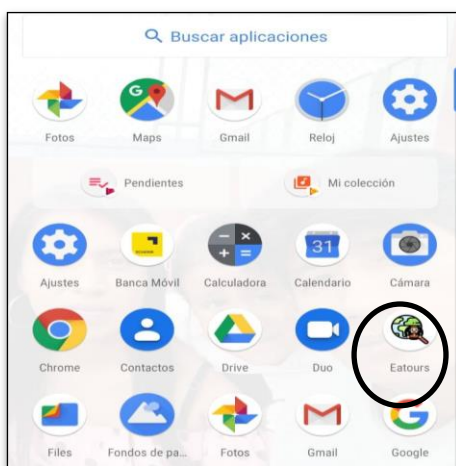 Buscar aplicaciones
Fotos Maps Gmail Reloj Ajustes
Pendientes Mi colección
31
Ajustes Banca Móvil Calculadora Calendario Cámara
Chrome Contactos Drive Duo Eatours
Files Fondos de pa... Fotos Gmail Google